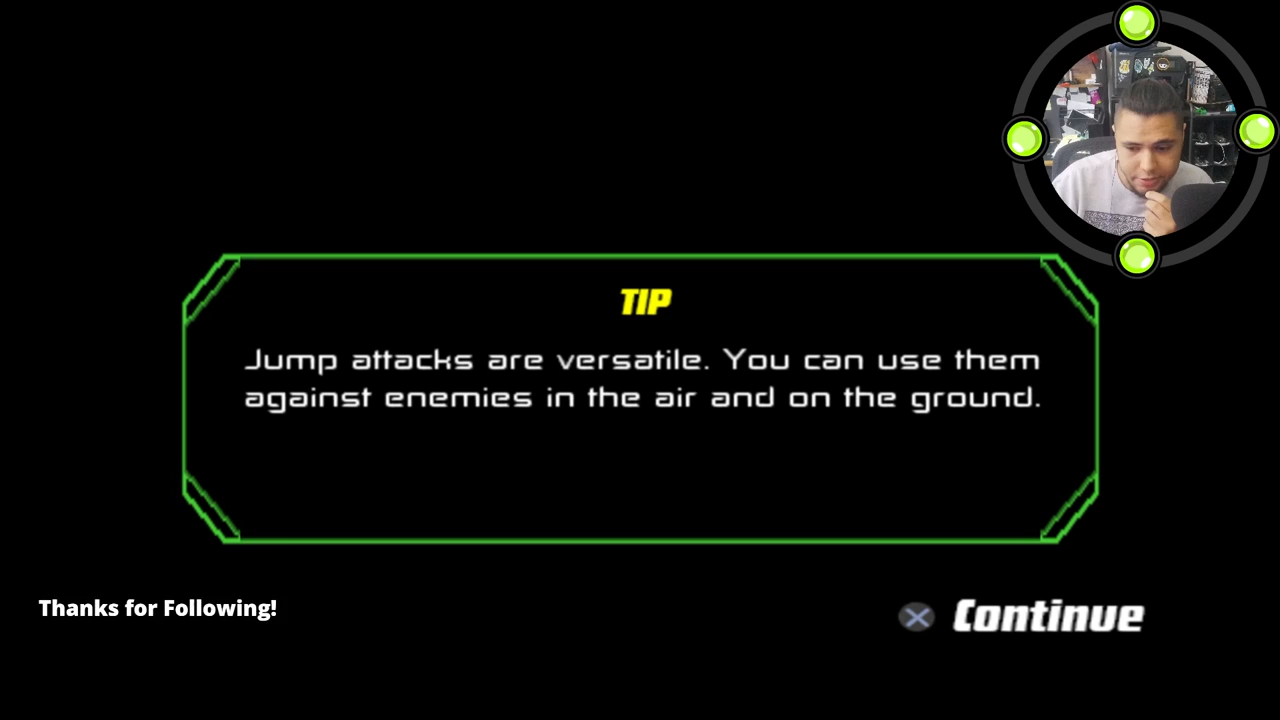 TIP
Jump attacks are versatile. You can use them
against enemies in the air and on the ground.
Thanks for Following!
Continue